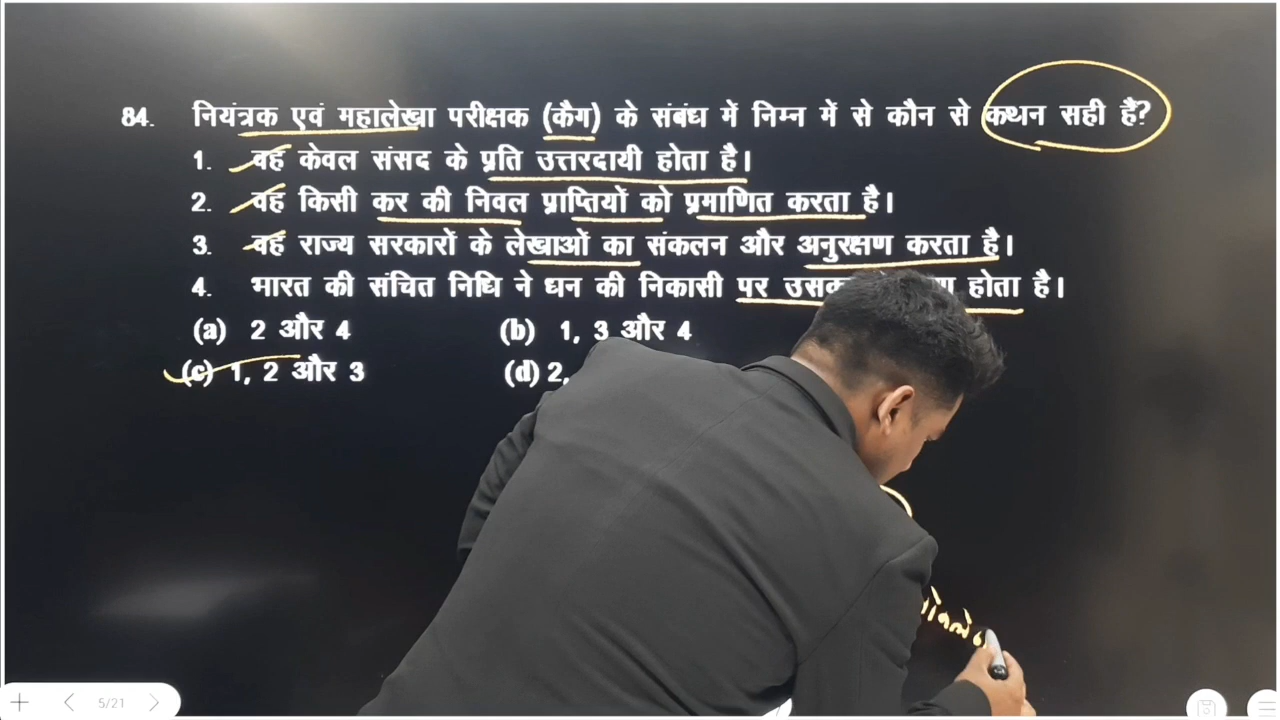 84. नियंत्रक एवं महालेखा परीक्षक (कैग) के संबंध में निम्न में से कौन से कथन सही हैं?
1. वह केवल संसद के प्रति उत्तरदायी होता है।
2. वह किसी कर की निवल प्राप्तियों को प्रमाणित करता है।
3. वह राज्य सरकारों के लेखाओं का संकलन और अनुरक्षण करता है।
4. भारत की संचित निधि ने धन की निकासी पर होता है।
(a) 2 और 4 (b) 1, 3 और 4
(c) 1, 2 और 3 (d) 2,
5/21